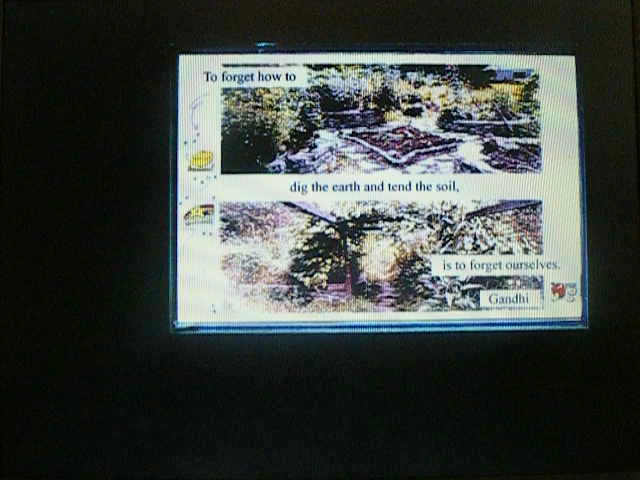 To forget how to
dig the earth and tend the soil,
is to forget ourselves.
Gandhi